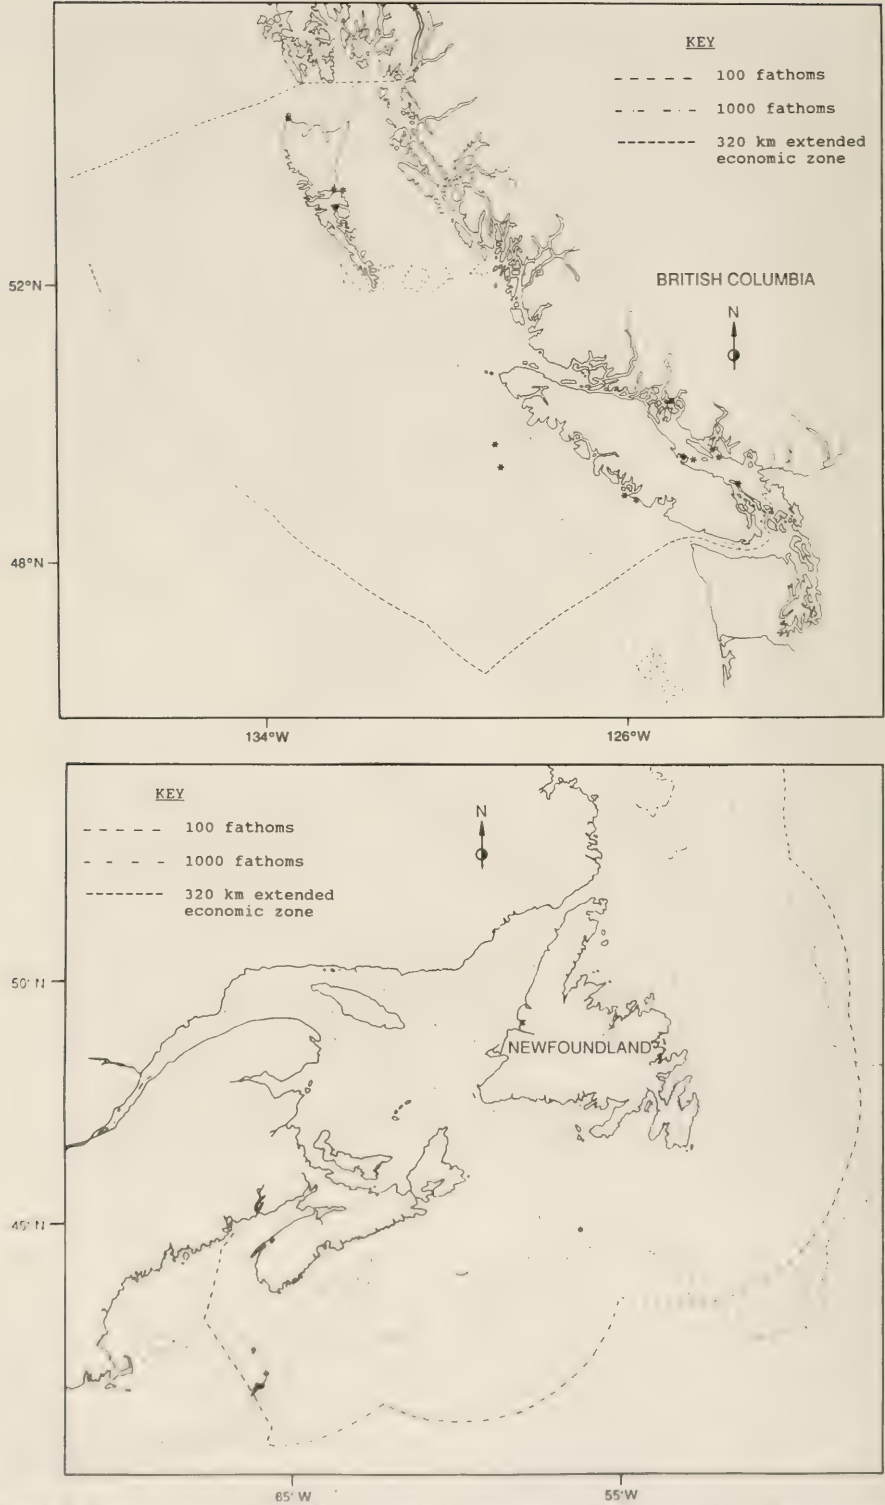 KEY
100 fathoms
1000 fathoms
320 km extended
economic zone
52°N
BRITISH COLUMBIA
N
48°N
134°W
126°W
KEY
100 fathoms
1000 fathoms
320 km extended
economic zone
N
50° N
NEWFOUNDLAND
45° N
65° W
55° W